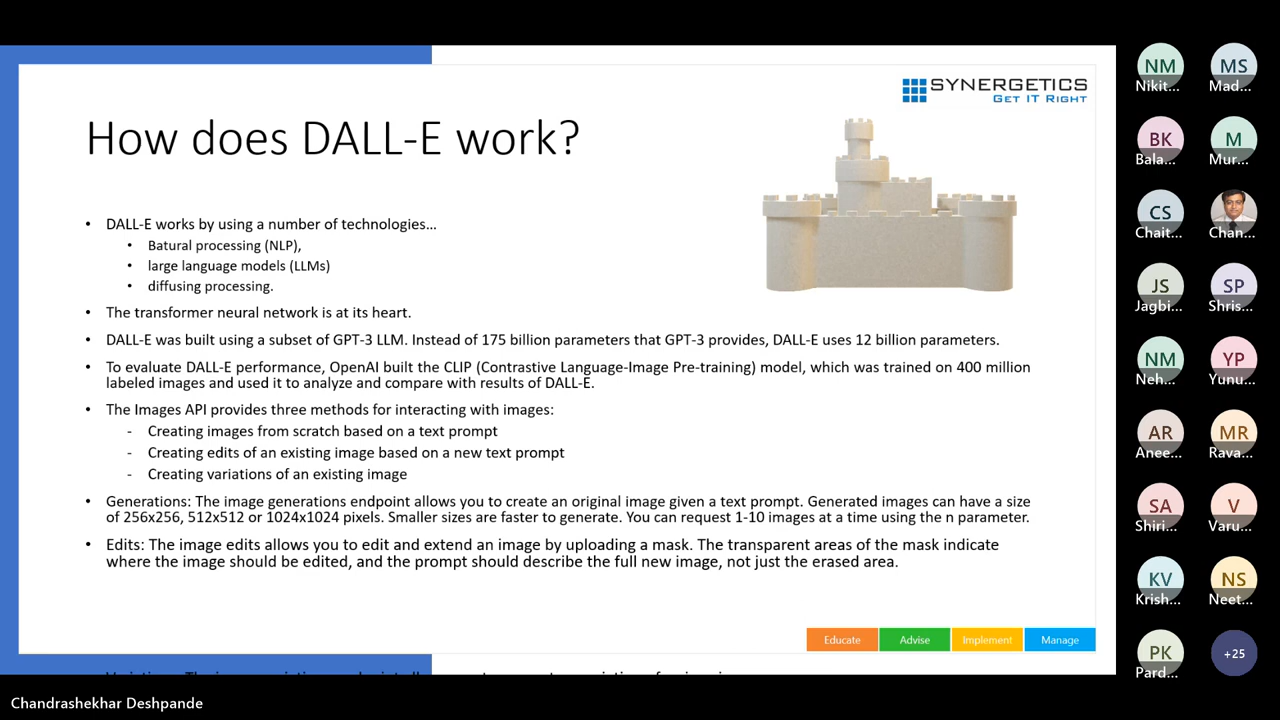 SYNERGETICS
GET IT RIGHT
How does DALL-E work?
• DALL-E works by using a number of technologies…
• Batural processing (NLP),
• large language models (LLMs)
• diffusing processing.
• The transformer neural network is at its heart.
• DALL-E was built using a subset of GPT-3 LLM. Instead of 175 billion parameters that GPT-3 provides, DALL-E uses 12 billion parameters.
• To evaluate DALL-E performance, OpenAI built the CLIP (Contrastive Language-Image Pre-training) model, which was trained on 400 million
labeled images and used it to analyze and compare with results of DALL-E.
• The Images API provides three methods for interacting with images:
- Creating images from scratch based on a text prompt
- Creating edits of an existing image based on a new text prompt
- Creating variations of an existing image
• Generations: The image generations endpoint allows you to create an original image given a text prompt. Generated images can have a size
of 256x256, 512x512 or 1024x1024 pixels. Smaller sizes are faster to generate. You can request 1-10 images at a time using the n parameter.
• Edits: The image edits allows you to edit and extend an image by uploading a mask. The transparent areas of the mask indicate
where the image should be edited, and the prompt should describe the full new image, not just the erased area.
Educate Advise Implement Manage
NM MS
Nikit... Mad...
BK M
Bala... Mur...
CS
Chait... Chan...
JS SP
Jagbi... Shris...
NM YP
Neh... Yunu...
AR MR
Anee... Rava...
SA V
Shiri... Varu...
KV NS
Krish... Neet...
PK +25
Pard...
Chandrashekhar Deshpande